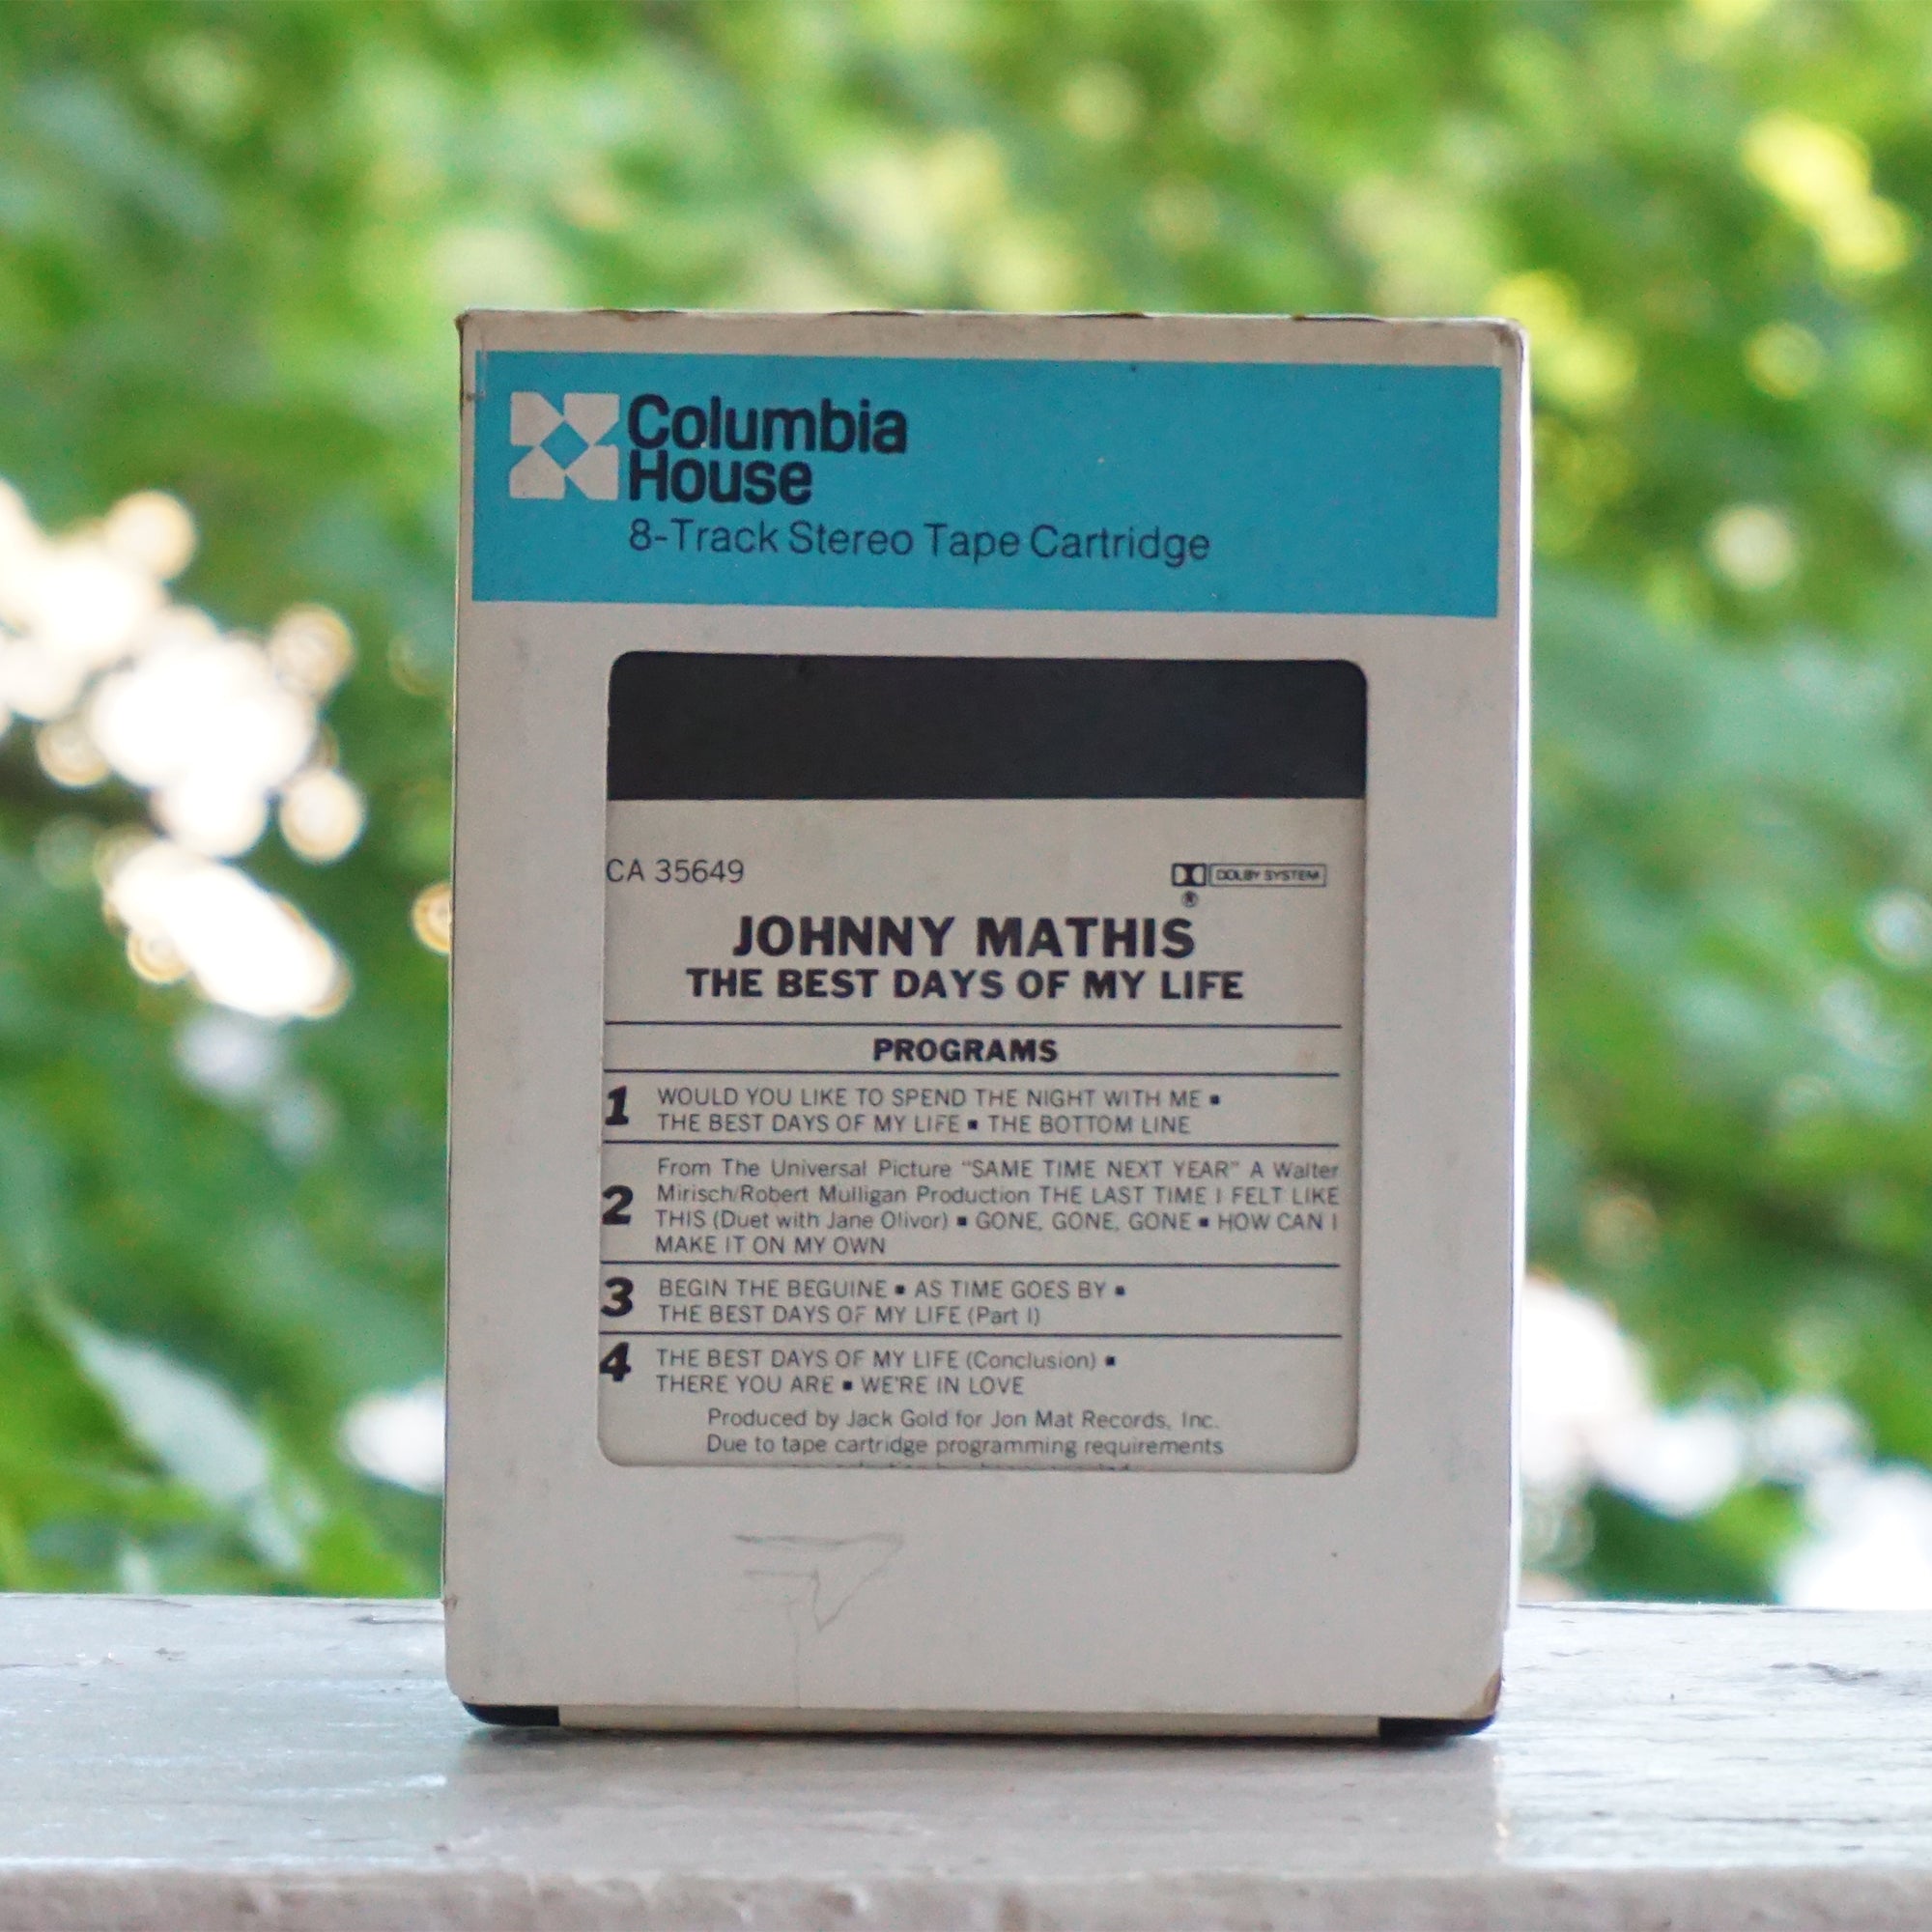 Columbia
House
8-Track Stereo Tape Cartridge
CA 35649
DOLBY SYSTEM
®
JOHNNY MATHIS
THE BEST DAYS OF MY LIFE
PROGRAMS
1 WOULD YOU LIKE TO SPEND THE NIGHT WITH ME ▪
THE BEST DAYS OF MY LIFE ▪ THE BOTTOM LINE
From The Universal Picture "SAME TIME NEXT YEAR" A Walter
2 Mirisch/Robert Mulligan Production THE LAST TIME I FELT LIKE
THIS (Duet with Jane Olivor) ▪ GONE, GONE, GONE ▪ HOW CAN I
MAKE IT ON MY OWN
3 BEGIN THE BEGUINE ▪ AS TIME GOES BY ▪
THE BEST DAYS OF MY LIFE (Part I)
4 THE BEST DAYS OF MY LIFE (Conclusion) ▪
THERE YOU ARE ▪ WE'RE IN LOVE
Produced by Jack Gold for Jon Mat Records, Inc.
Due to tape cartridge programming requirements